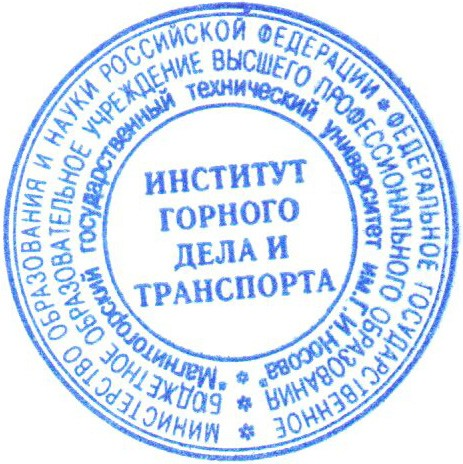 МИНИСТЕРСТВО ОБРАЗОВАНИЯ И НАУКИ РОССИЙСКОЙ ФЕДЕРАЦИИ * ФЕДЕРАЛЬНОЕ ГОСУДАРСТВЕННОЕ *
БЮДЖЕТНОЕ ОБРАЗОВАТЕЛЬНОЕ УЧРЕЖДЕНИЕ ВЫСШЕГО ПРОФЕССИОНАЛЬНОГО ОБРАЗОВАНИЯ *
"Магнитогорский государственный технический университет им.Г.И.Носова" *
ИНСТИТУТ
ГОРНОГО
ДЕЛА И
ТРАНСПОРТА